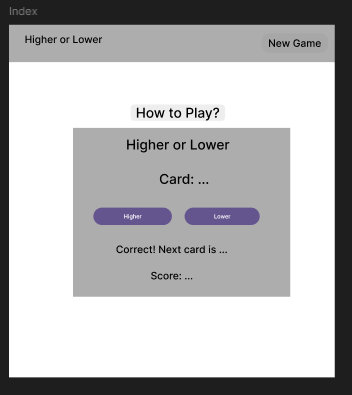 Index
Higher or Lower
New Game
How to Play?
Higher or Lower
Card: ...
Higher
Lower
Correct! Next card is ...
Score: ...